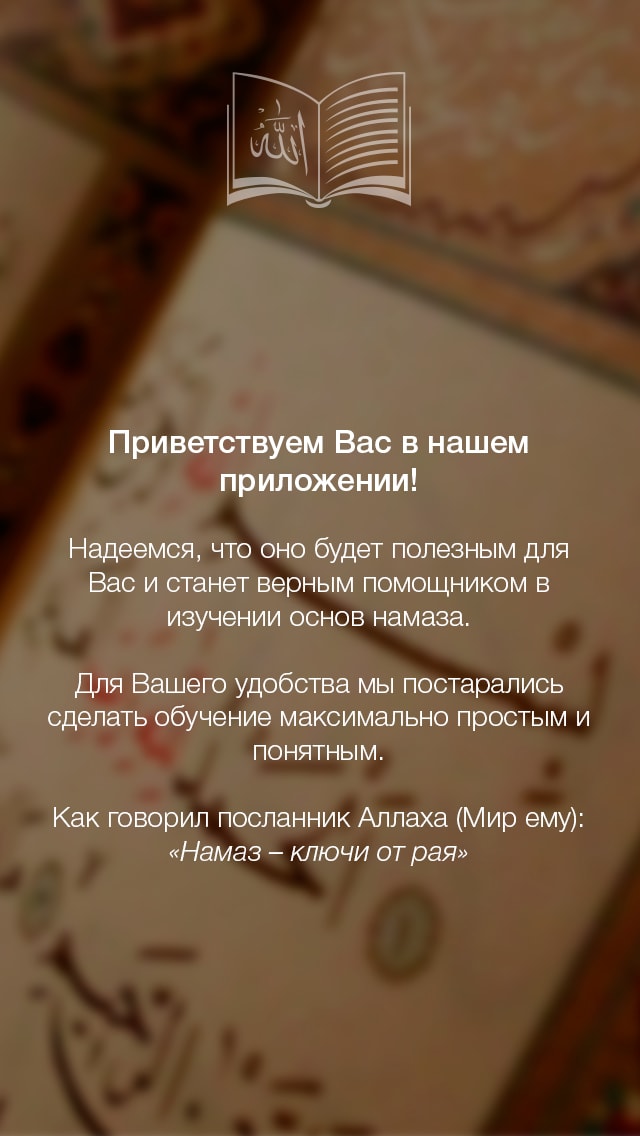 الله
Приветствуем Вас в нашем
приложении!
Надеемся, что оно будет полезным для
Вас и станет верным помощником в
изучении основ намаза.
Для Вашего удобства мы постарались
сделать обучение максимально простым и
понятным.
Как говорил посланник Аллаха (Мир ему):
«Намаз – ключи от рая»